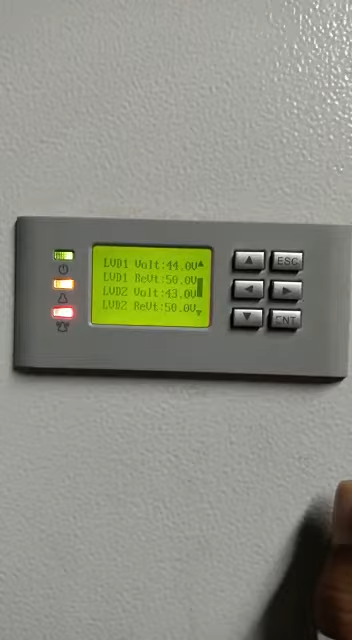 LVD1 Volt:44.0V
LVD1 ReVt:50.0V
LVD2 Volt:43.0V
LVD2 ReVt:50.0V
ESC
ENT